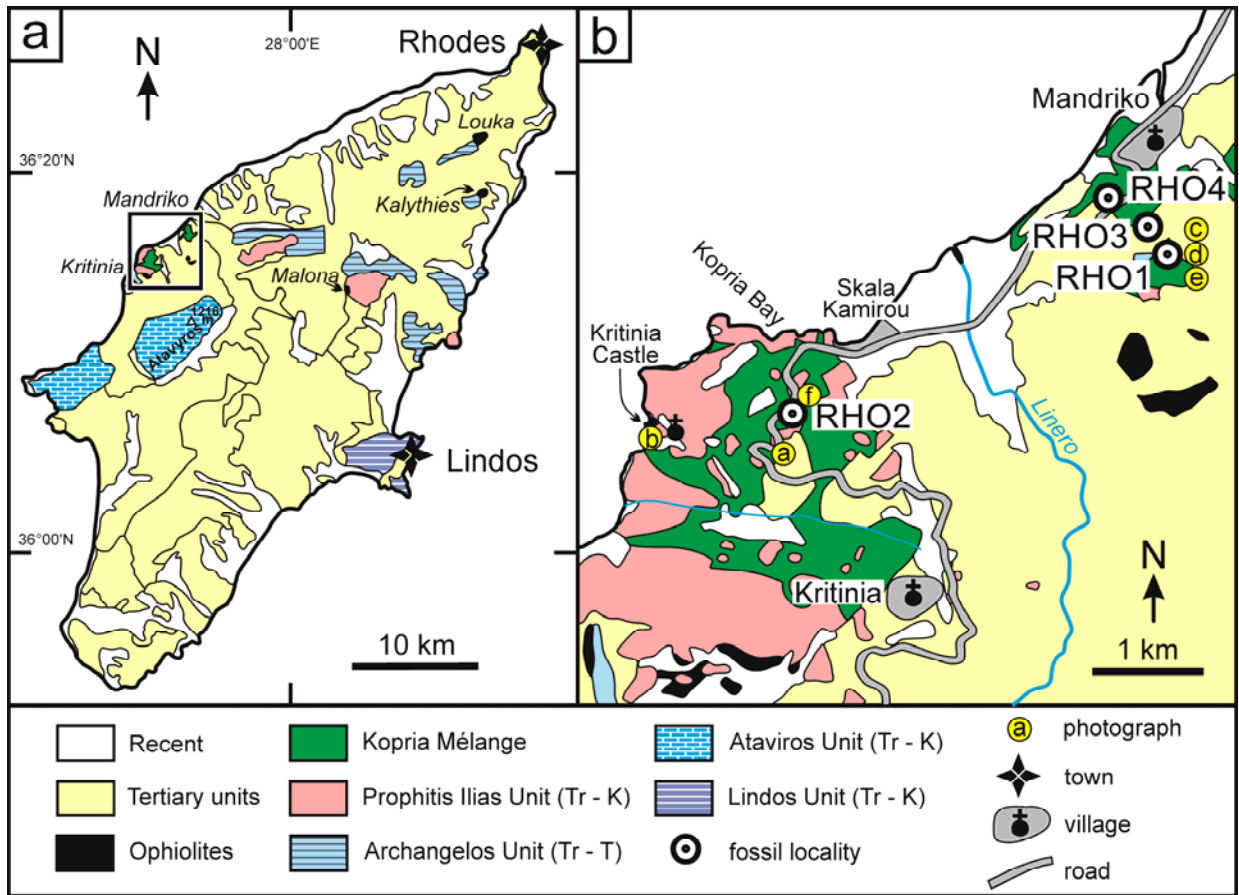 a
28°00'E
Rhodes
N
Louka
36°20'N
Kalythies
Mandriko
Kritinia
Malona
1216
Atavyros
Lindos
36°00'N
10 km
b
Mandriko
RHO4
RHO3
c
d
RHO1
e
Kopria Bay
Skala
Kamirou
Kritinia
Castle
f
RHO2
b
a
Linero
N
Kritinia
1 km
Recent
Tertiary units
Ophiolites
Kopria Mélange
Prophitis Ilias Unit (Tr - K)
Archangelos Unit (Tr - T)
Ataviros Unit (Tr - K)
Lindos Unit (Tr - K)
fossil locality
a photograph
town
village
road